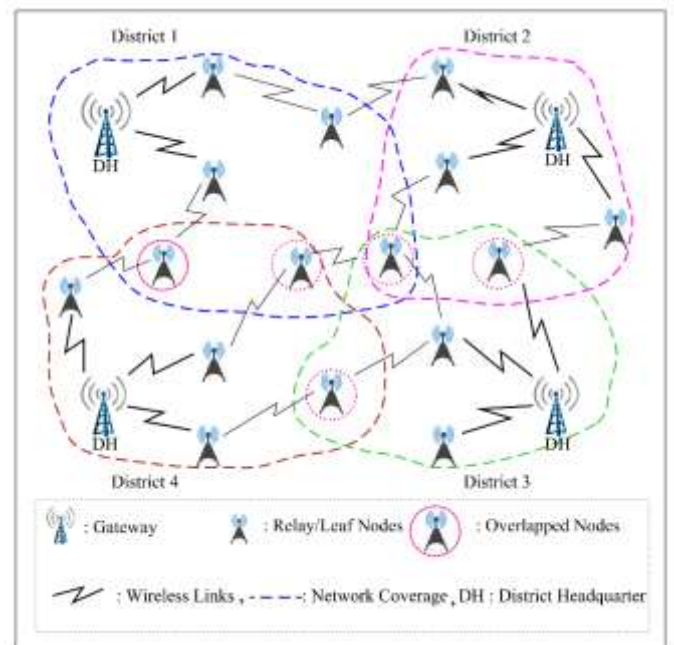 District 1
District 2
DH
DH
DH
DH
District 4
District 3
: Gateway
: Relay/Leaf Nodes
: Overlapped Nodes
: Wireless Links , : Network Coverage , DH : District Headquarter